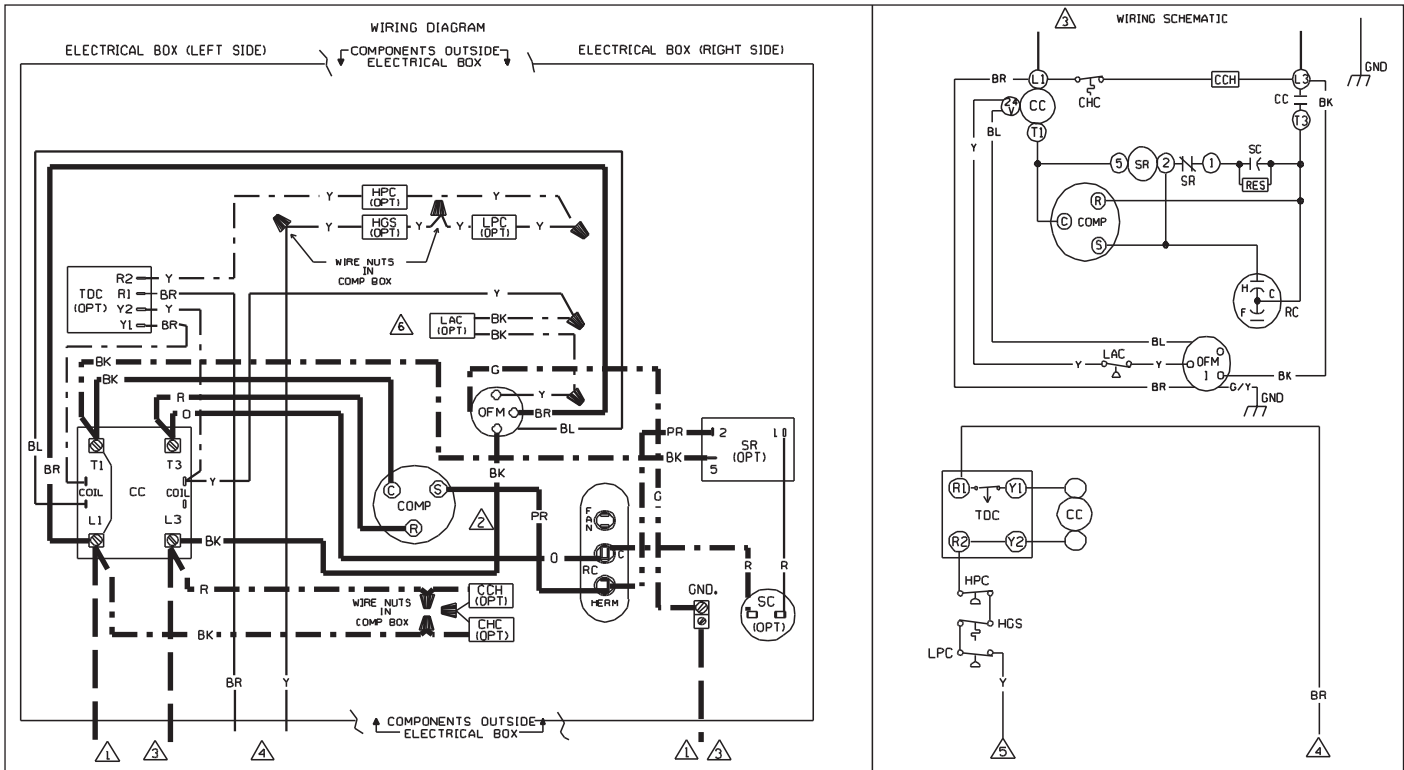 WIRING DIAGRAM
ELECTRICAL BOX (LEFT SIDE)
COMPONENTS OUTSIDE
ELECTRICAL BOX
ELECTRICAL BOX (RIGHT SIDE)
Y
HPC
(OPT)
Y
Y
HGS
(OPT)
Y
Y
LPC
(OPT)
Y
WIRE NUTS
IN
COMP BOX
TDC
(OPT)
R2
Y
R1
BR
Y2
Y
Y1
BR
Y
6
LAC
(OPT)
BK
BK
BK
BK
R
O
G
Y
OFM
BR
BL
BL
BR
T1
T3
COIL
CC
COIL
Y
L1
L3
BK
BK
C
S
COMP
R
2
PR
O
FAN
C
RC
HERM
PR
BK
G
2
10
SR
(OPT)
5
R
R
R
WIRE NUTS
IN
COMP BOX
CCH
(OPT)
CHC
(OPT)
BK
GND.
SC
(OPT)
BR
Y
COMPONENTS OUTSIDE
ELECTRICAL BOX
1
3
4
1
3
3
WIRING SCHEMATIC
GND
BR
L1
CHC
CCH
L3
24
V
CC
CC
BK
BL
T1
T3
Y
5
SR
2
SR
1
SC
RES
R
C
COMP
S
H
C
F
RC
BL
Y
LAC
Y
OFM
1
BK
BR
G/Y
GND
R1
Y1
TDC
CC
R2
Y2
HPC
HGS
LPC
Y
BR
5
4